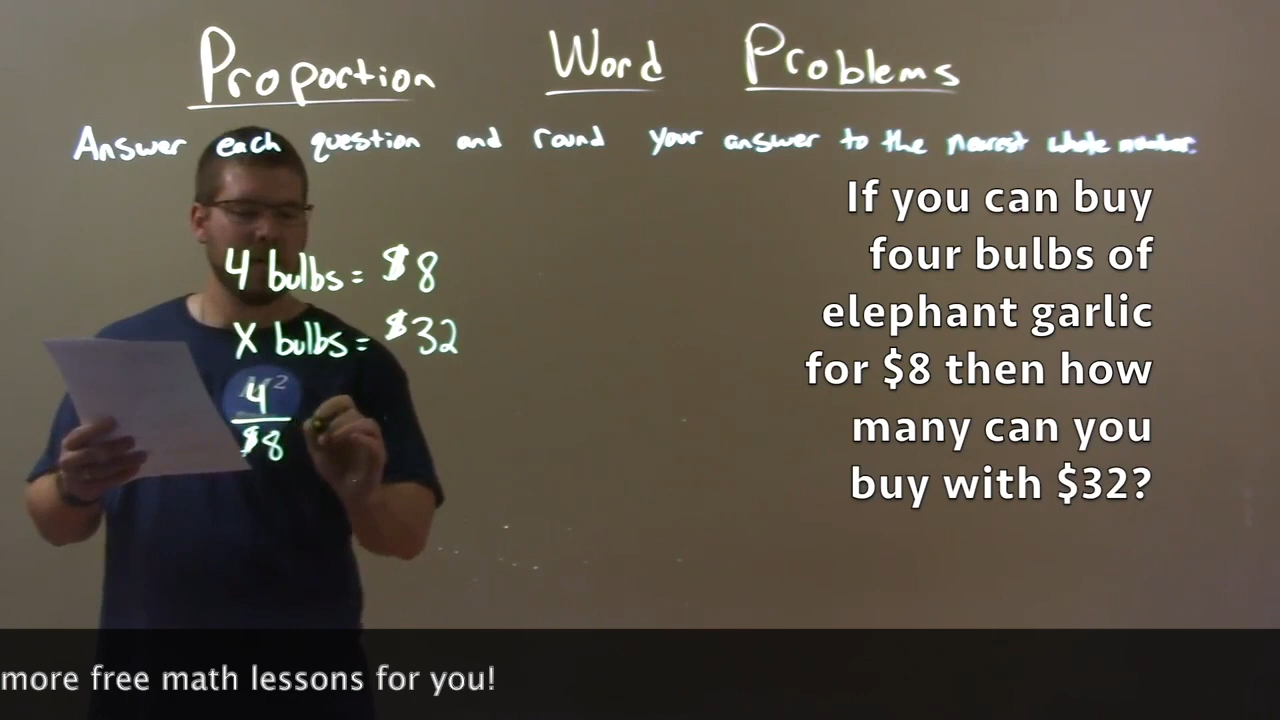 Proportion Word Problems
Answer each question and round your answer to the nearest whole number.
If you can buy
four bulbs of
elephant garlic
for $8 then how
many can you
buy with $32?
4 bulbs = $8
x bulbs = $32
4
$8
more free math lessons for you!